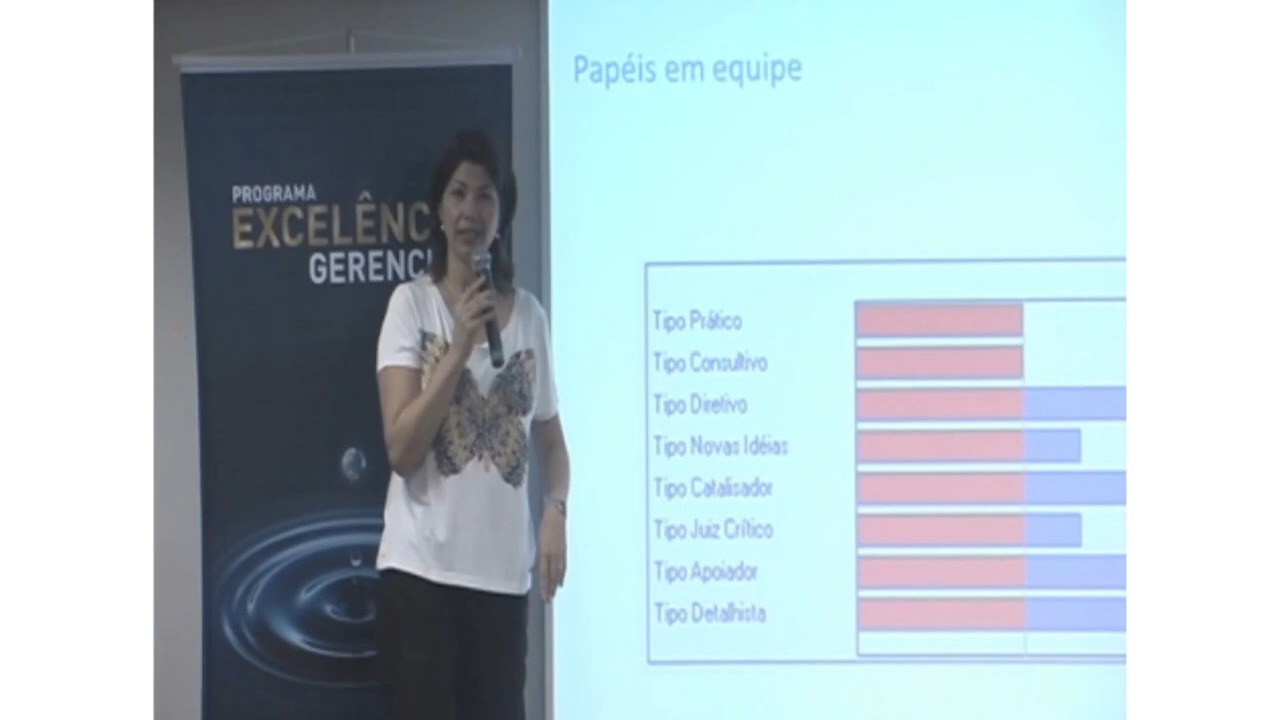 PROGRAMA
EXCELÊNC
GERENCI
Papéis em equipe
Tipo Prático
Tipo Consultivo
Tipo Diretivo
Tipo Novas Idéias
Tipo Catalisador
Tipo Juiz Crítico
Tipo Apoiador
Tipo Detalhista